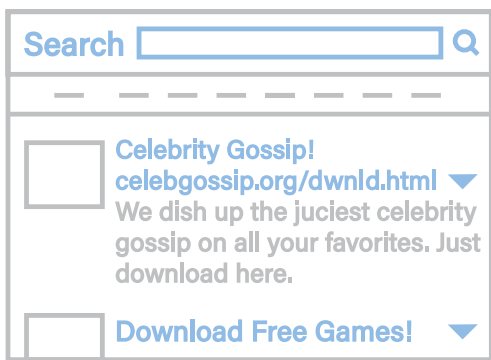 Search
Celebrity Gossip!
celebgossip.org/dwnld.html
We dish up the juciest celebrity
gossip on all your favorites. Just
download here.
Download Free Games!